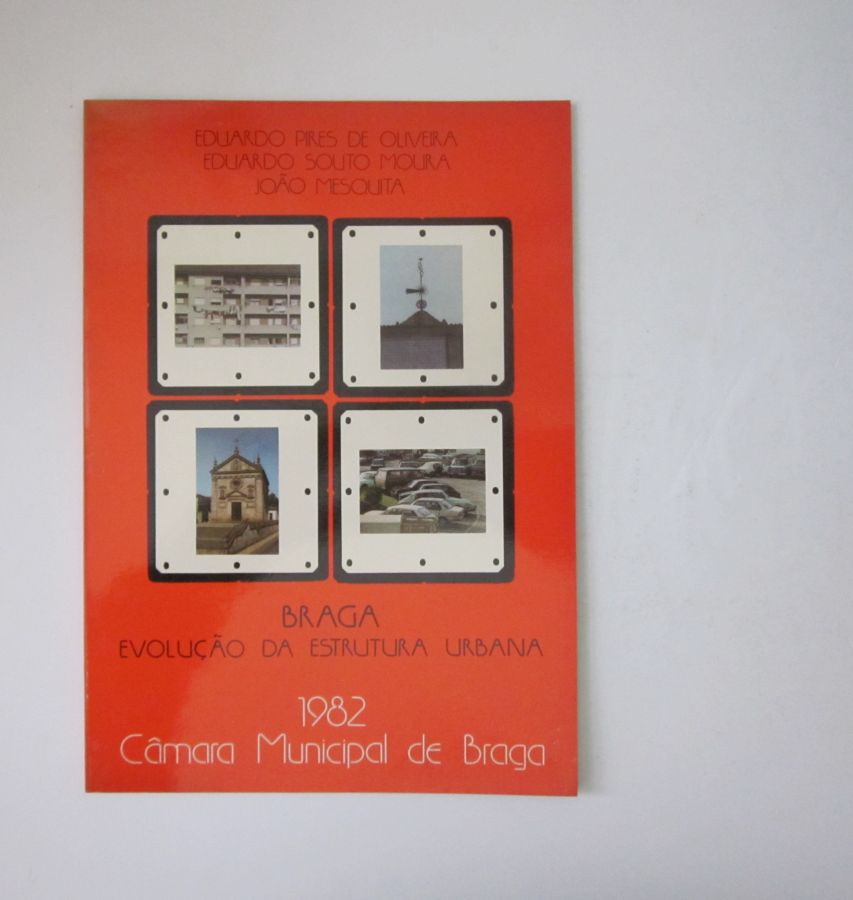 EDUARDO PIRES DE OLIVEIRA
EDUARDO SOUTO MOURA
JOÃO MESQUITA
BRAGA
EVOLUÇÃO DA ESTRUTURA URBANA
1982
Câmara Municipal de Braga